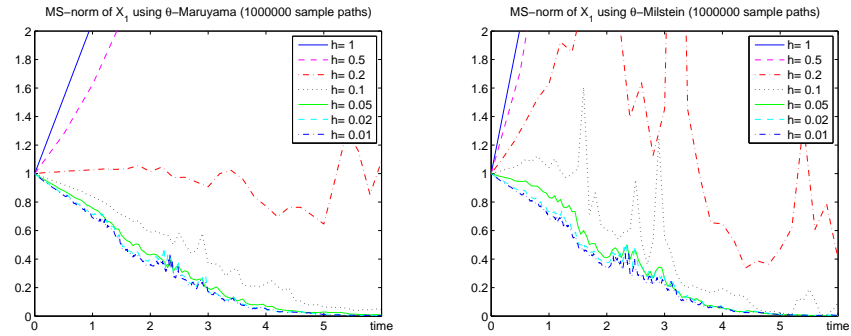 MS-norm of X_1 using θ-Maruyama (1000000 sample paths)
2
1.8
1.6
1.4
1.2
1
0.8
0.6
0.4
0.2
0
0
1
2
3
4
5
time
h= 1
h= 0.5
h= 0.2
h= 0.1
h= 0.05
h= 0.02
h= 0.01
MS-norm of X_1 using θ-Milstein (1000000 sample paths)
2
1.8
1.6
1.4
1.2
1
0.8
0.6
0.4
0.2
0
0
1
2
3
4
5
time
h= 1
h= 0.5
h= 0.2
h= 0.1
h= 0.05
h= 0.02
h= 0.01